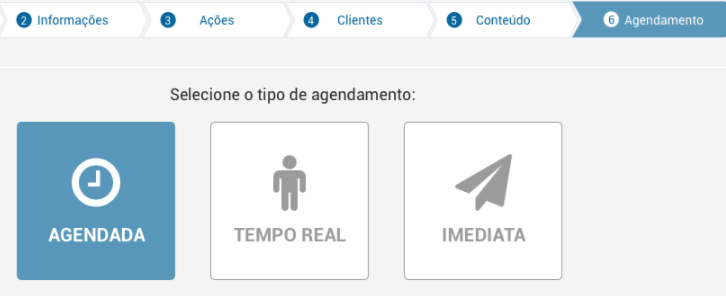 2 Informações 3 Ações 4 Clientes 5 Conteúdo 6 Agendamento
Selecione o tipo de agendamento:
AGENDADA TEMPO REAL IMEDIATA